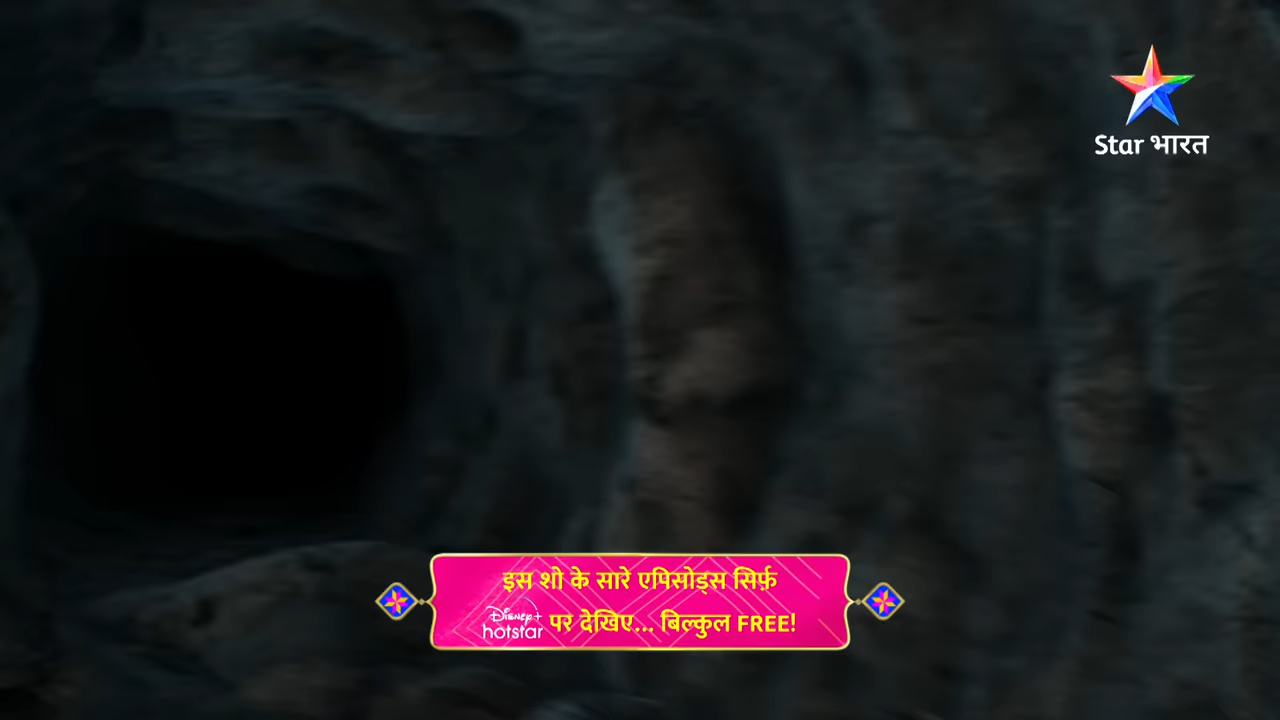 Star भारत
इस शो के सारे एपिसोड्स सिर्फ़
Disney+ hotstar पर देखिए... बिल्कुल FREE!